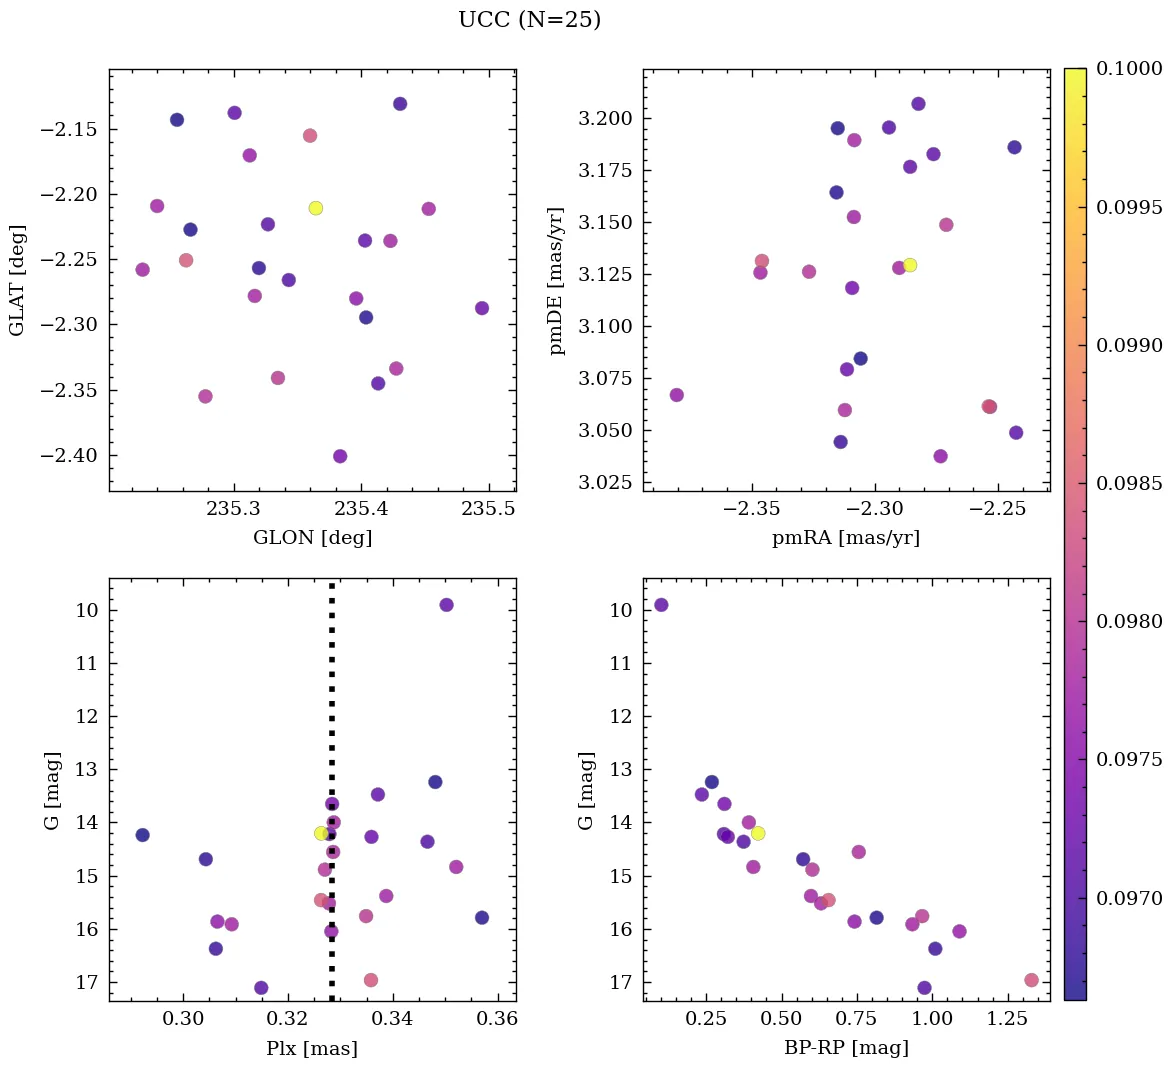 UCC (N=25)
−2.15
−2.20
−2.25
−2.30
−2.35
−2.40
GLAT [deg]
235.3 235.4 235.5
GLON [deg]
3.200
3.175
3.150
3.125
3.100
3.075
3.050
3.025
pmDE [mas/yr]
−2.35 −2.30 −2.25
pmRA [mas/yr]
10
11
12
13
14
15
16
17
G [mag]
0.30 0.32 0.34 0.36
Plx [mas]
10
11
12
13
14
15
16
17
G [mag]
0.25 0.50 0.75 1.00 1.25
BP-RP [mag]
0.1000
0.0995
0.0990
0.0985
0.0980
0.0975
0.0970